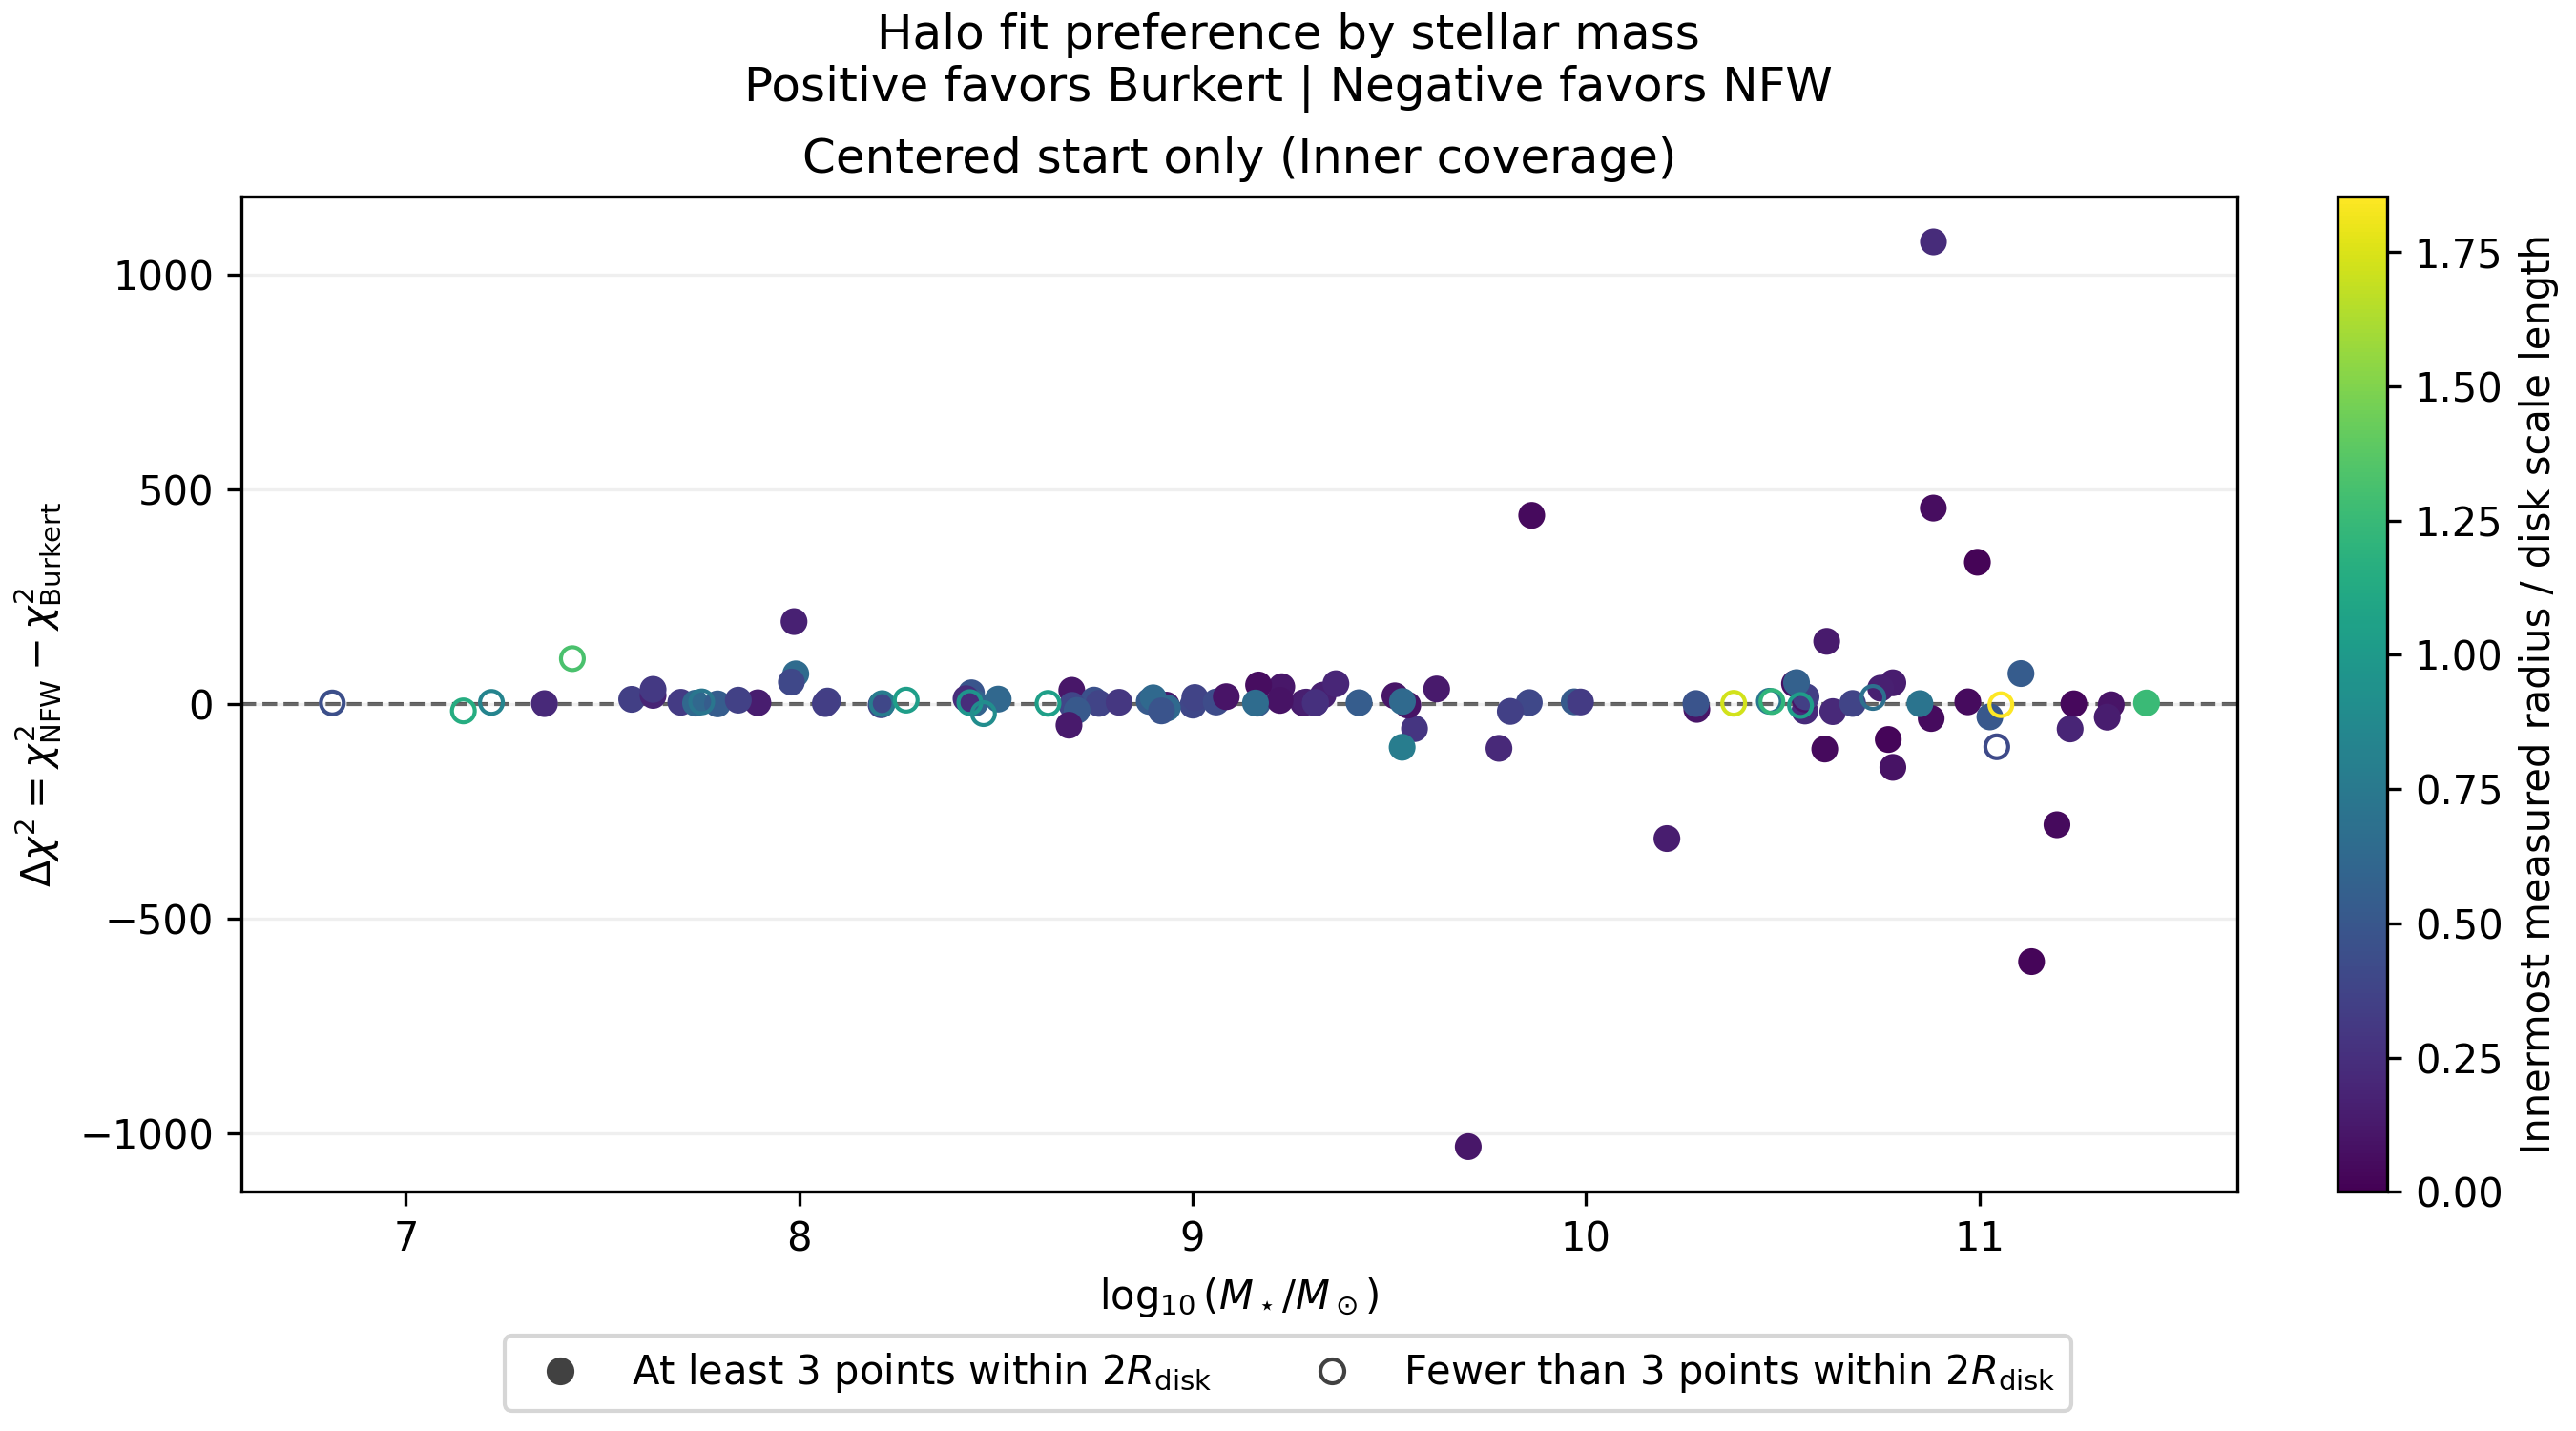 Halo fit preference by stellar mass
Positive favors Burkert | Negative favors NFW
Centered start only (Inner coverage)
Δχ² = χ²NFW − χ²Burkert
1000
500
0
−500
−1000
7
8
9
10
11
log₁₀(M⋆/M⊙)
1.75
1.50
1.25
1.00
0.75
0.50
0.25
0.00
Innermost measured radius / disk scale length
At least 3 points within 2Rdisk
Fewer than 3 points within 2Rdisk